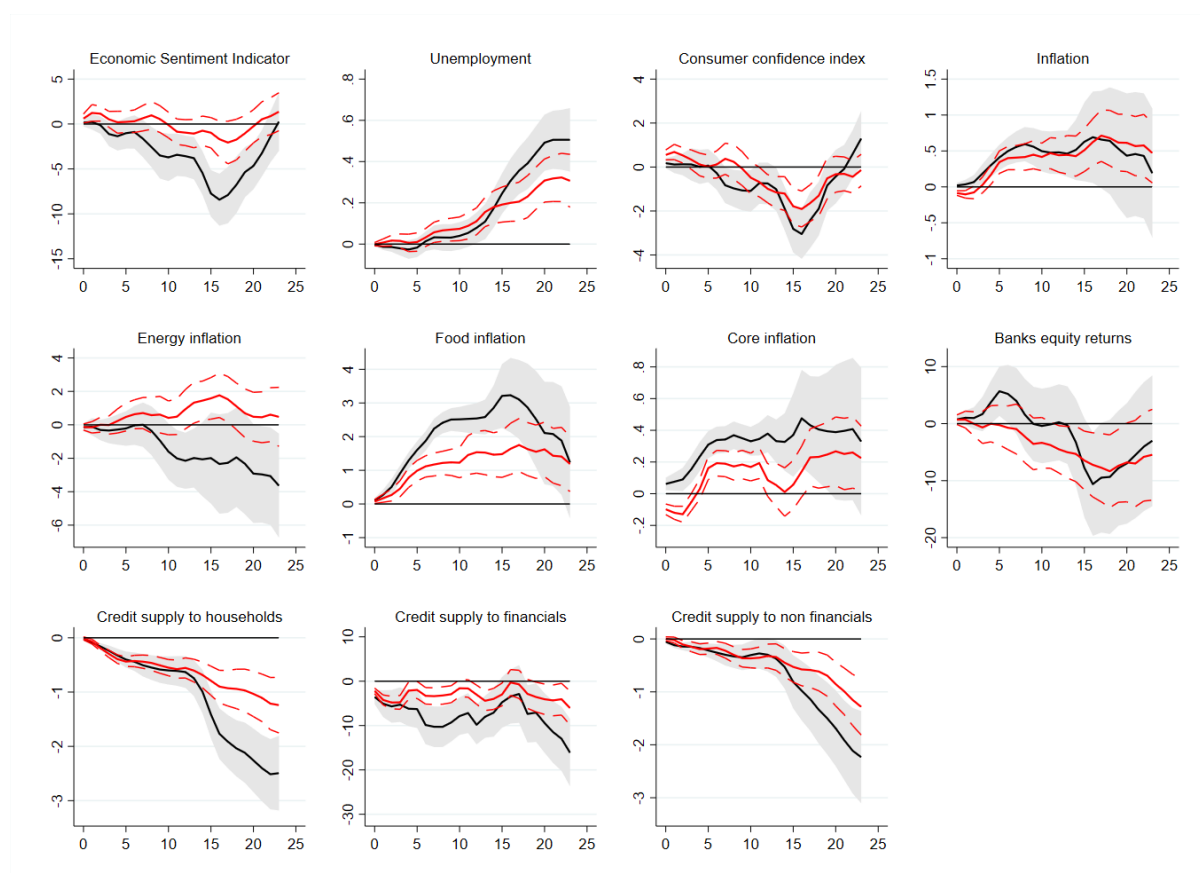 Economic Sentiment Indicator
5
0
-5
-10
-15
0 5 10 15 20 25
Unemployment
.8
.6
.4
.2
0
0 5 10 15 20 25
Consumer confidence index
4
2
0
-2
-4
0 5 10 15 20 25
Inflation
1.5
1
.5
0
-.5
-1
0 5 10 15 20 25
Energy inflation
4
2
0
-2
-4
-6
0 5 10 15 20 25
Food inflation
4
3
2
1
0
-1
0 5 10 15 20 25
Core inflation
.8
.6
.4
.2
0
-.2
0 5 10 15 20 25
Banks equity returns
10
0
-10
-20
0 5 10 15 20 25
Credit supply to households
0
-1
-2
-3
0 5 10 15 20 25
Credit supply to financials
10
0
-10
-20
-30
0 5 10 15 20 25
Credit supply to non financials
0
-1
-2
-3
0 5 10 15 20 25